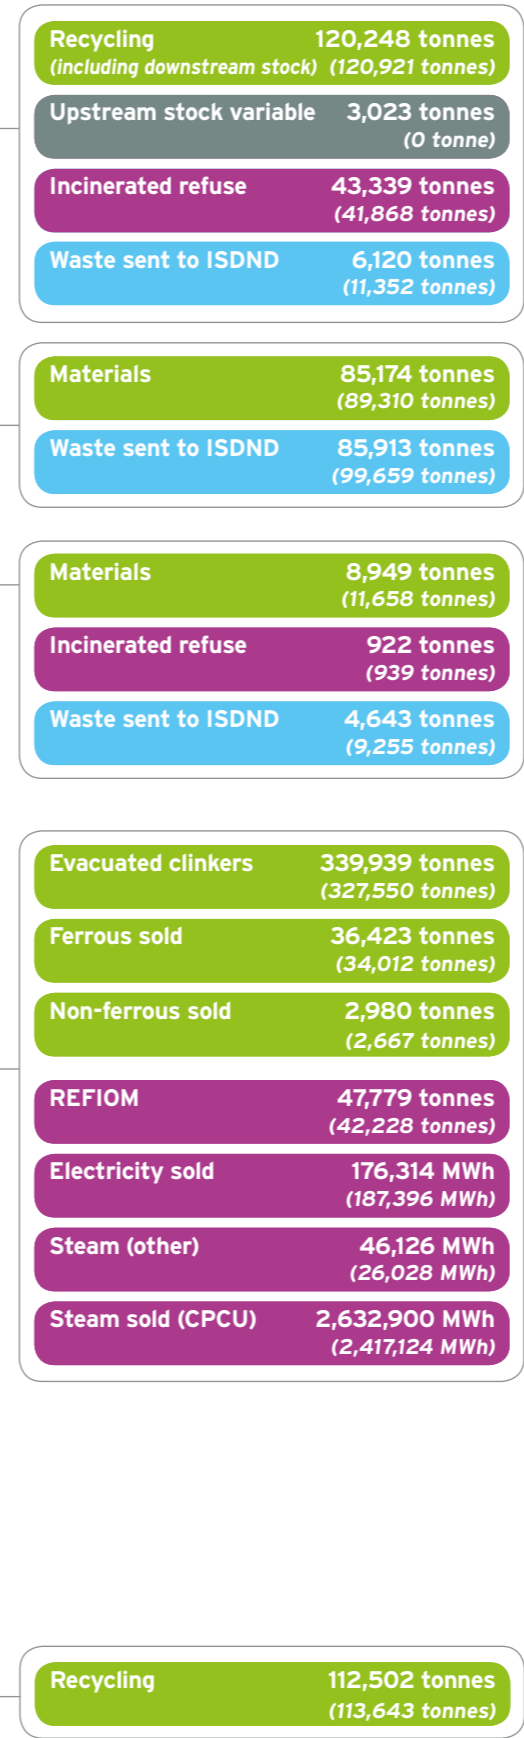 Recycling 120,248 tonnes
(including downstream stock) (120,921 tonnes)
Upstream stock variable 3,023 tonnes
(0 tonne)
Incinerated refuse 43,339 tonnes
(41,868 tonnes)
Waste sent to ISDND 6,120 tonnes
(11,352 tonnes)
Materials 85,174 tonnes
(89,310 tonnes)
Waste sent to ISDND 85,913 tonnes
(99,659 tonnes)
Materials 8,949 tonnes
(11,658 tonnes)
Incinerated refuse 922 tonnes
(939 tonnes)
Waste sent to ISDND 4,643 tonnes
(9,255 tonnes)
Evacuated clinkers 339,939 tonnes
(327,550 tonnes)
Ferrous sold 36,423 tonnes
(34,012 tonnes)
Non-ferrous sold 2,980 tonnes
(2,667 tonnes)
REFIOM 47,779 tonnes
(42,228 tonnes)
Electricity sold 176,314 MWh
(187,396 MWh)
Steam (other) 46,126 MWh
(26,028 MWh)
Steam sold (CPCU) 2,632,900 MWh
(2,417,124 MWh)
Recycling 112,502 tonnes
(113,643 tonnes)